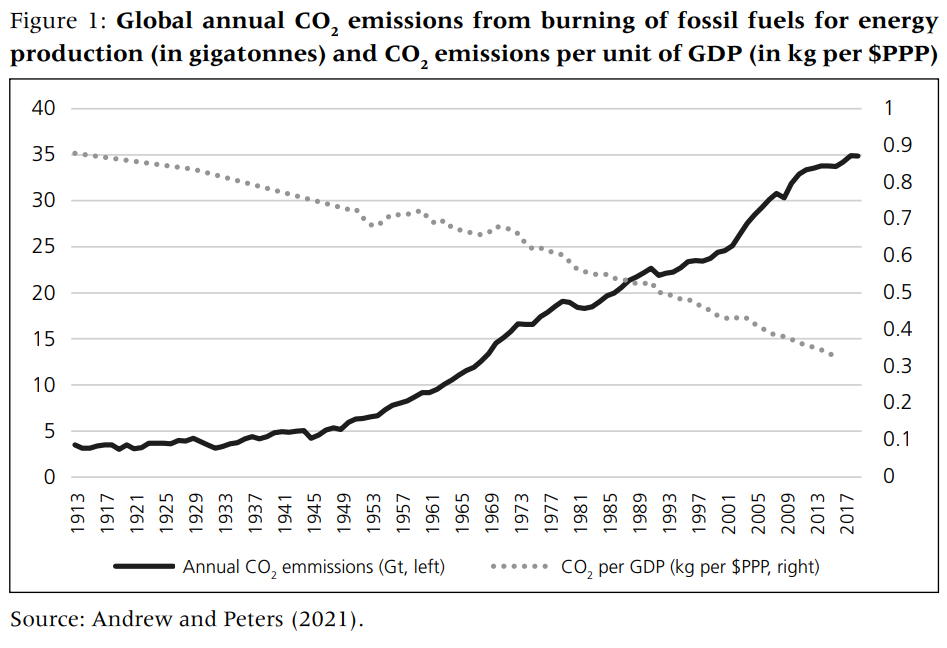 Figure 1: Global annual CO2 emissions from burning of fossil fuels for energy
production (in gigatonnes) and CO2 emissions per unit of GDP (in kg per $PPP)
40 1
35 0.9
30 0.8
25 0.7
20 0.6
15 0.5
10 0.4
5 0.3
0 0.2
0.1
0
1913 1917 1921 1925 1929 1933 1937 1941 1945 1949 1953 1957 1961 1965 1969 1973 1977 1981 1985 1989 1993 1997 2001 2005 2009 2013 2017
Annual CO2 emmissions (Gt, left) CO2 per GDP (kg per $PPP, right)
Source: Andrew and Peters (2021).